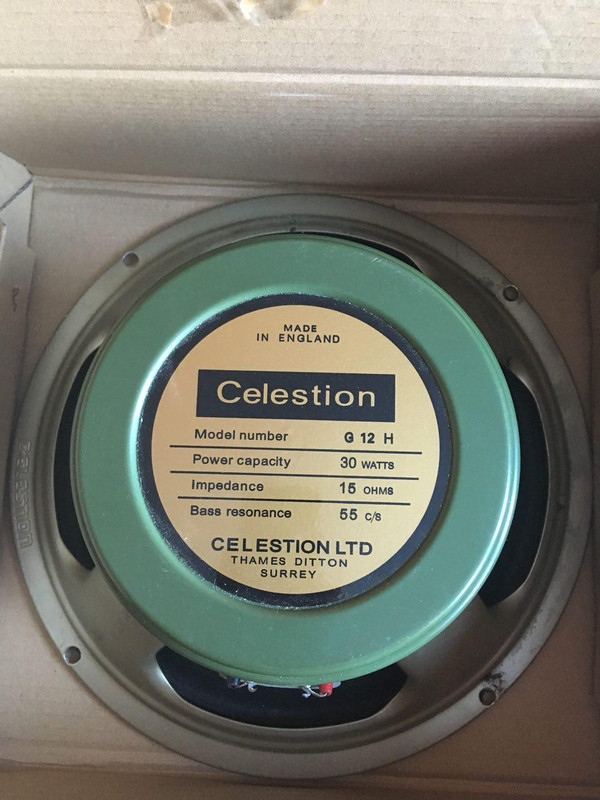 MADE
IN ENGLAND
Celestion
Model number G 12 H
Power capacity 30 WATTS
Impedance 15 OHMS
Bass resonance 55 C/S
CELESTION LTD
THAMES DITTON
SURREY
CELESTION